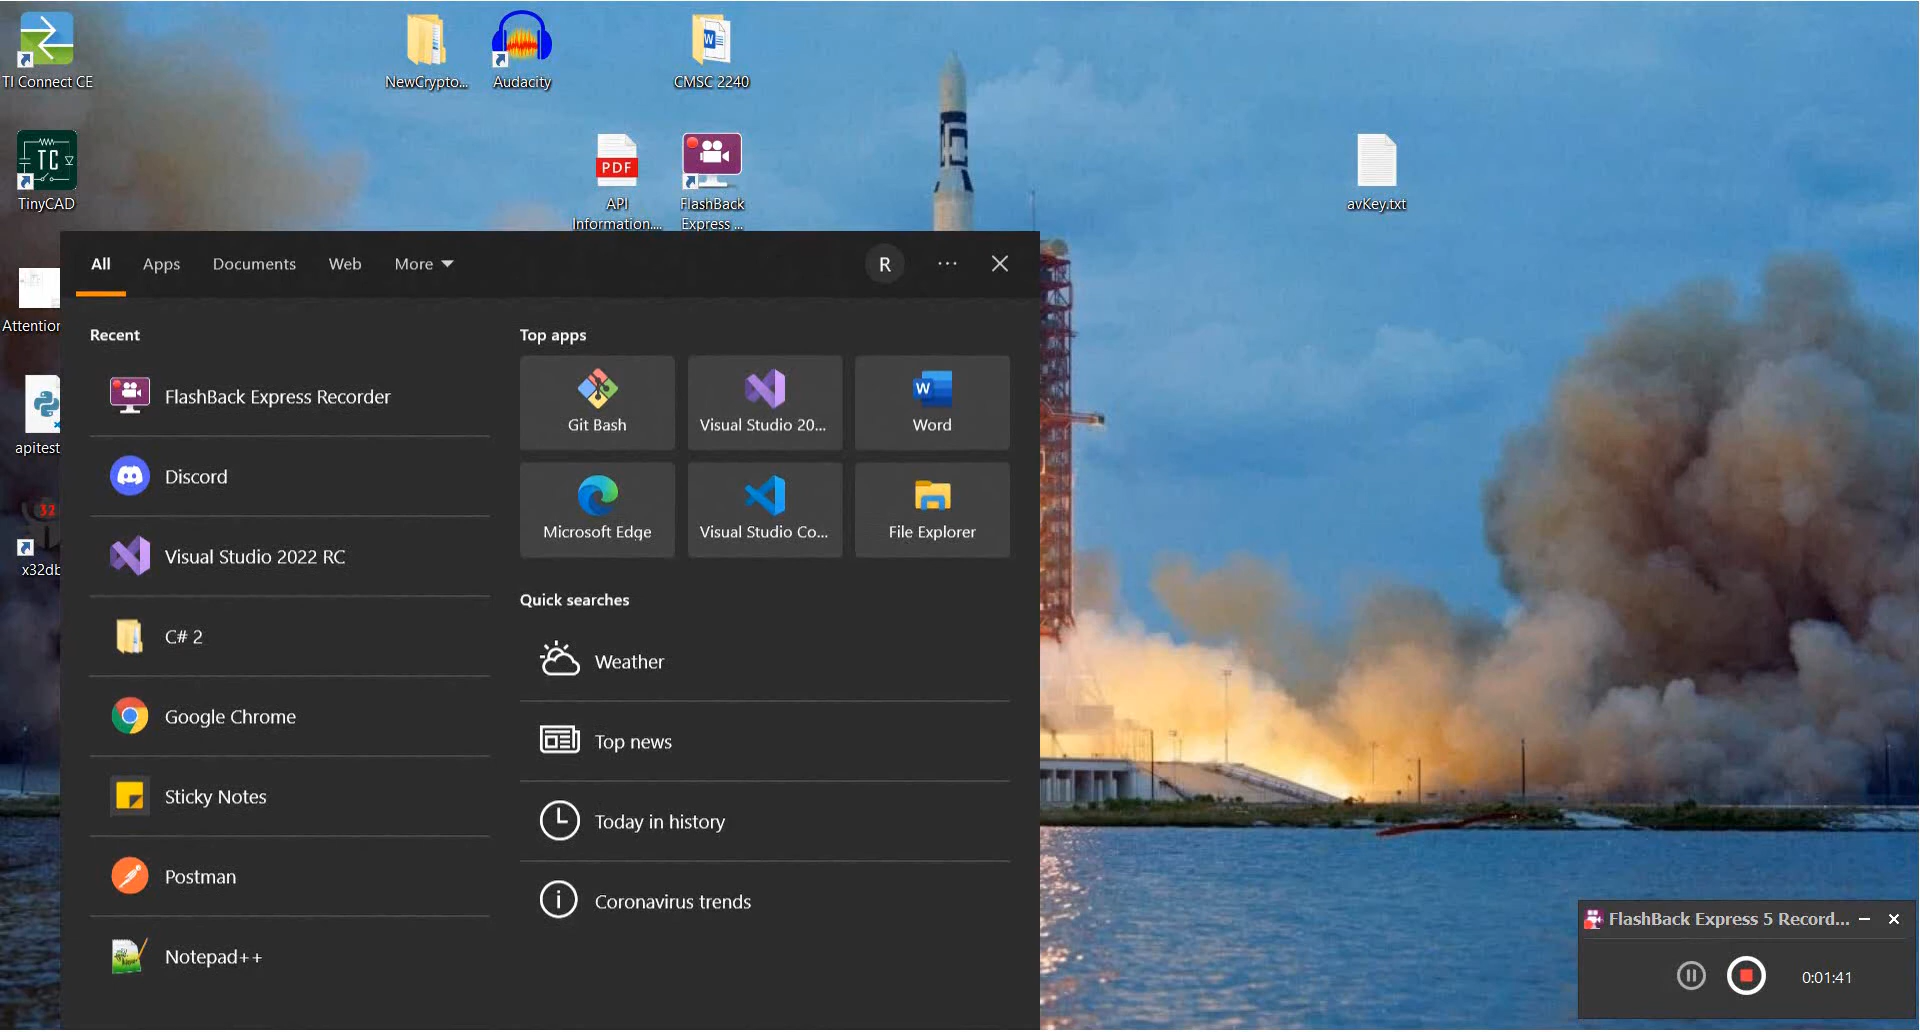 TI Connect CE
NewCrypto...
Audacity
CMSC 2240
TC
TinyCAD
PDF
API
Information....
FlashBack
Express ...
avKey.txt
All
Apps
Documents
Web
More
R
Attention
apitest
32
x32db
Recent
FlashBack Express Recorder
Discord
Visual Studio 2022 RC
C# 2
Google Chrome
Sticky Notes
Postman
Notepad++
Top apps
Git Bash
Visual Studio 20...
W
Word
Microsoft Edge
Visual Studio Co...
File Explorer
Quick searches
Weather
Top news
Today in history
Coronavirus trends
FlashBack Express 5 Record...
0:01:41